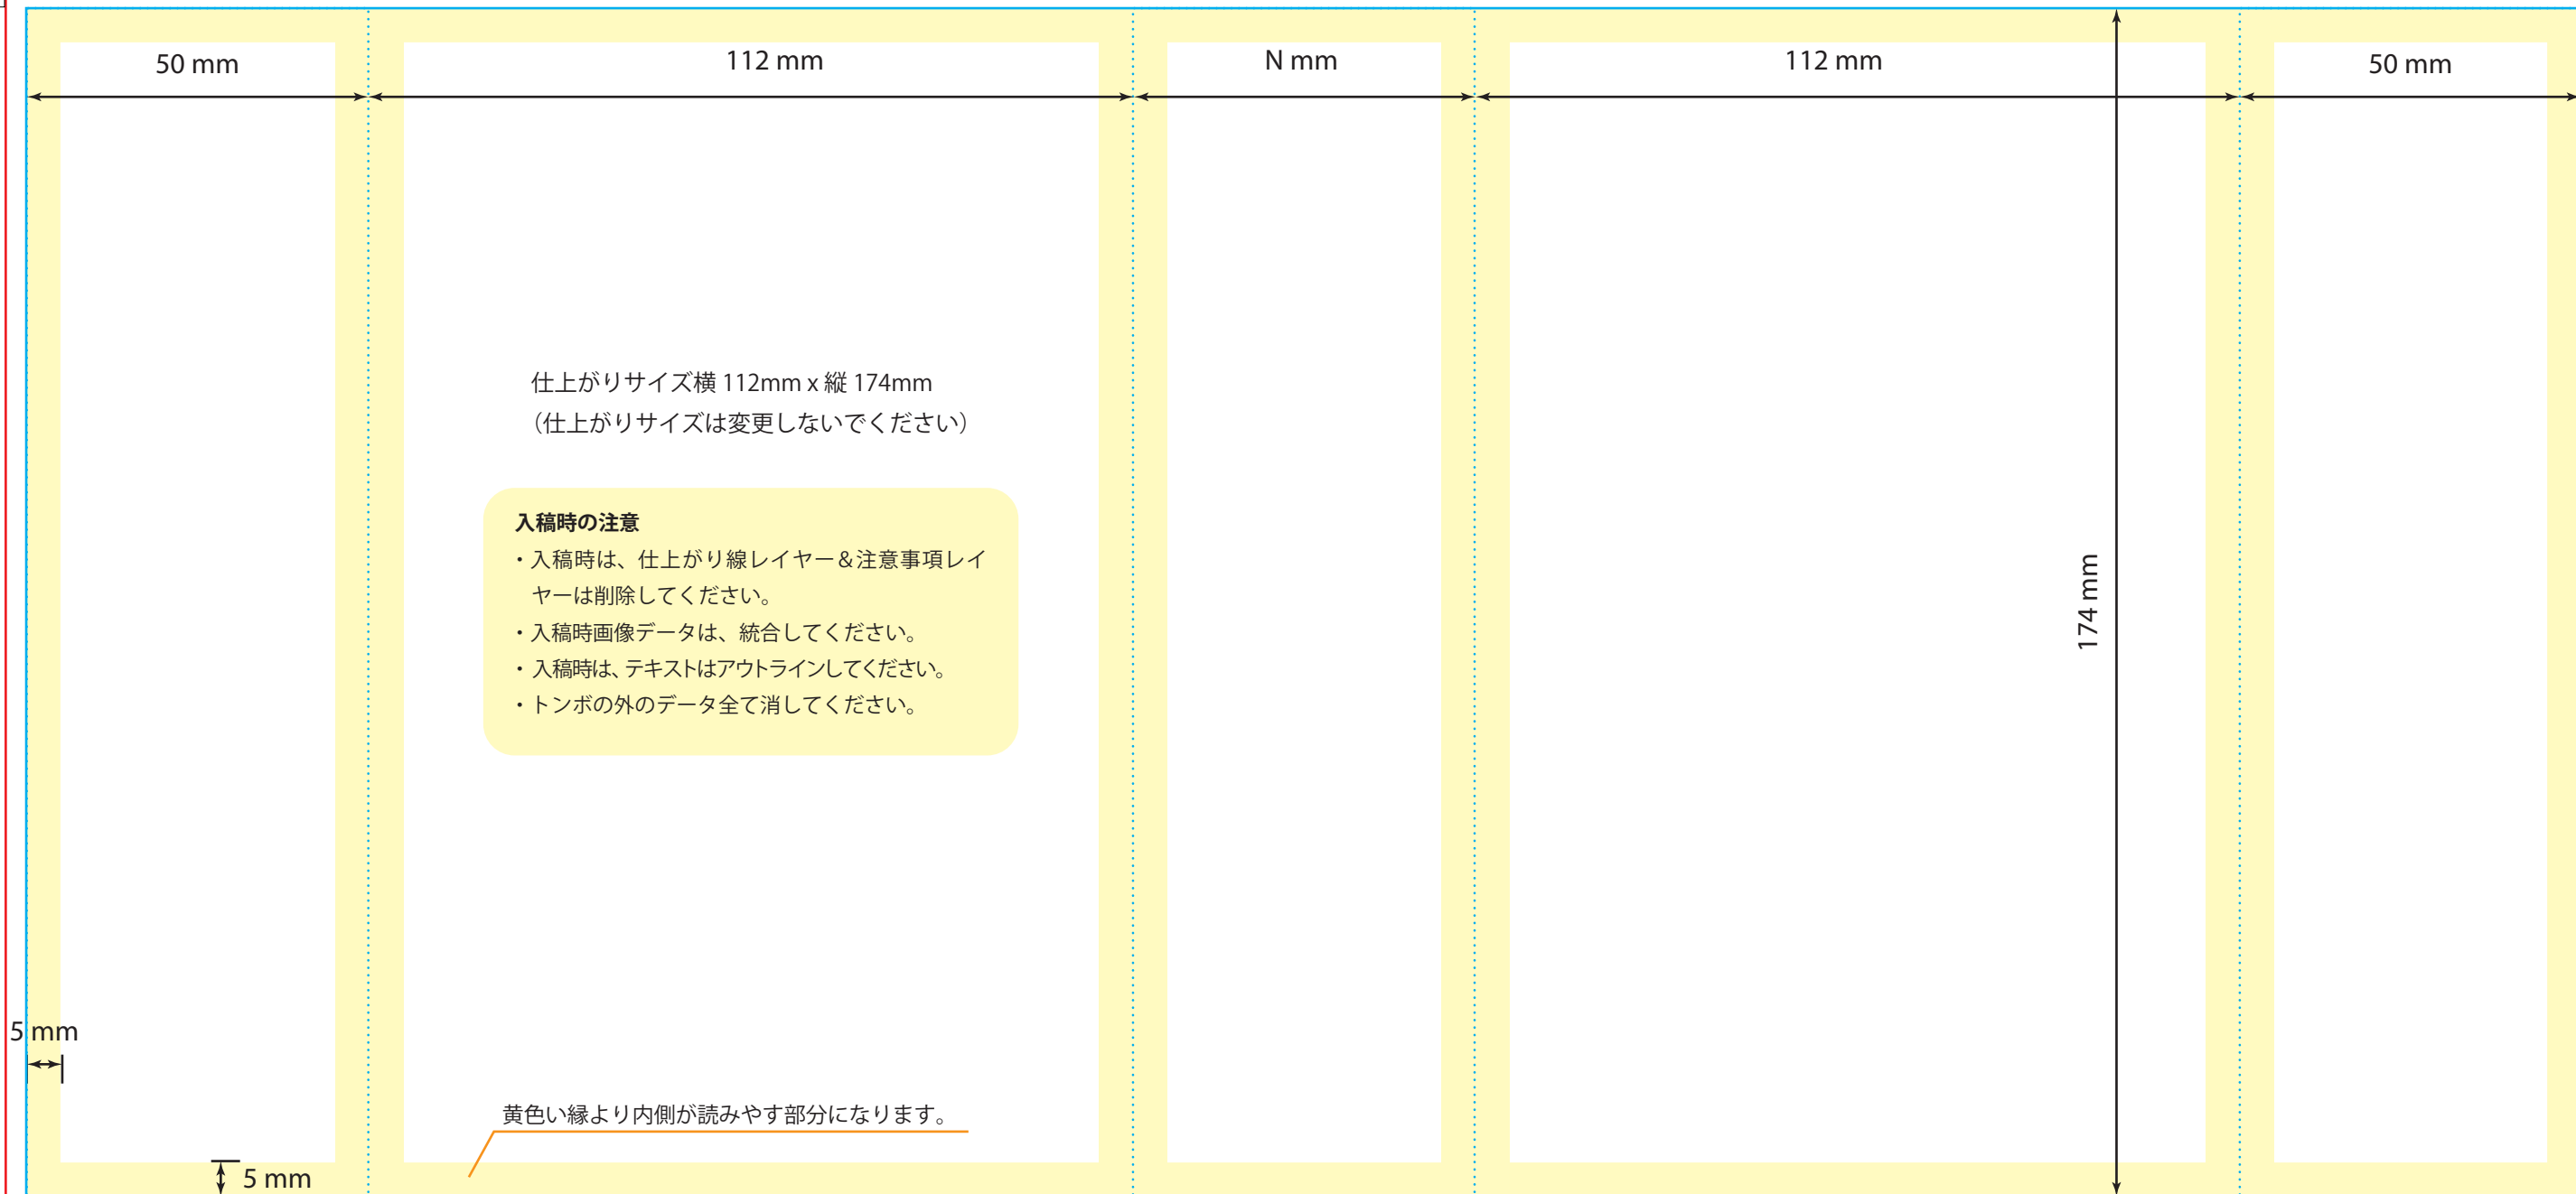 50 mm
112 mm
N mm
112 mm
50 mm
仕上がりサイズ横 112mm x 縦 174mm
（仕上がりサイズは変更しないでください）
入稿時の注意
・入稿時は、仕上がり線レイヤー＆注意事項レイ
ヤーは削除してください。
・入稿時画像データは、統合してください。
・入稿時は、テキストはアウトラインしてください。
・トンボの外のデータ全て消してください。
174 mm
5 mm
黄色い縁より内側が読みやす部分になります。
5 mm